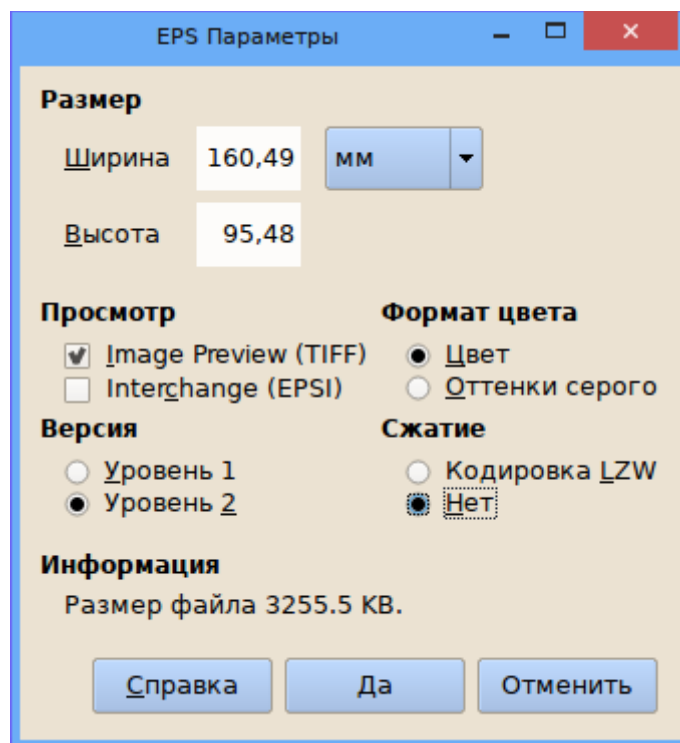 EPS Параметры
Размер
Ширина 160,49 мм
Высота 95,48
Просмотр Формат цвета
Image Preview (TIFF) Цвет
Interchange (EPSI) Оттенки серого
Версия Сжатие
Уровень 1 Кодировка LZW
Уровень 2 Нет
Информация
Размер файла 3255.5 KB.
Справка Да Отменить